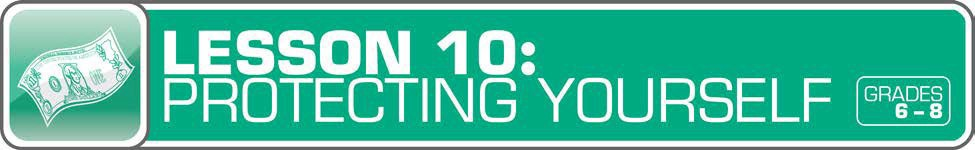 LESSON 10:
PROTECTING YOURSELF
GRADES
6-8